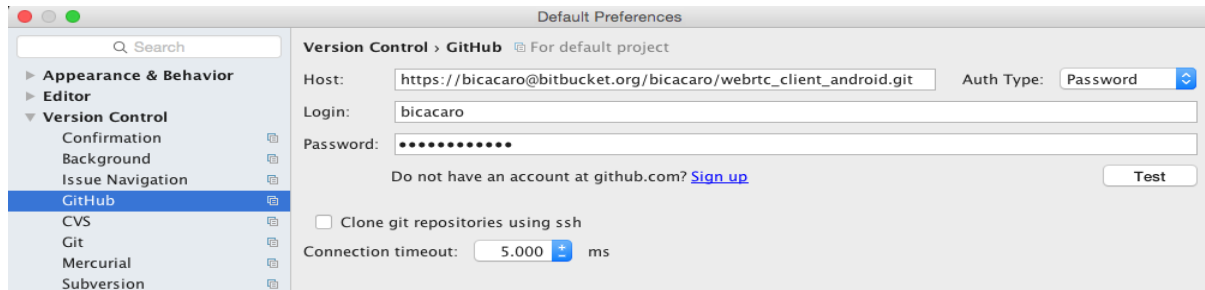 Default Preferences
Search
Version Control › GitHub For default project
Appearance & Behavior
Editor
Version Control
Confirmation
Background
Issue Navigation
GitHub
CVS
Git
Mercurial
Subversion
Host: https://bicacaro@bitbucket.org/bicacaro/webrtc_client_android.git Auth Type: Password
Login: bicacaro
Password: ••••••••••••
Do not have an account at github.com? Sign up
Test
Clone git repositories using ssh
Connection timeout: 5.000 ms